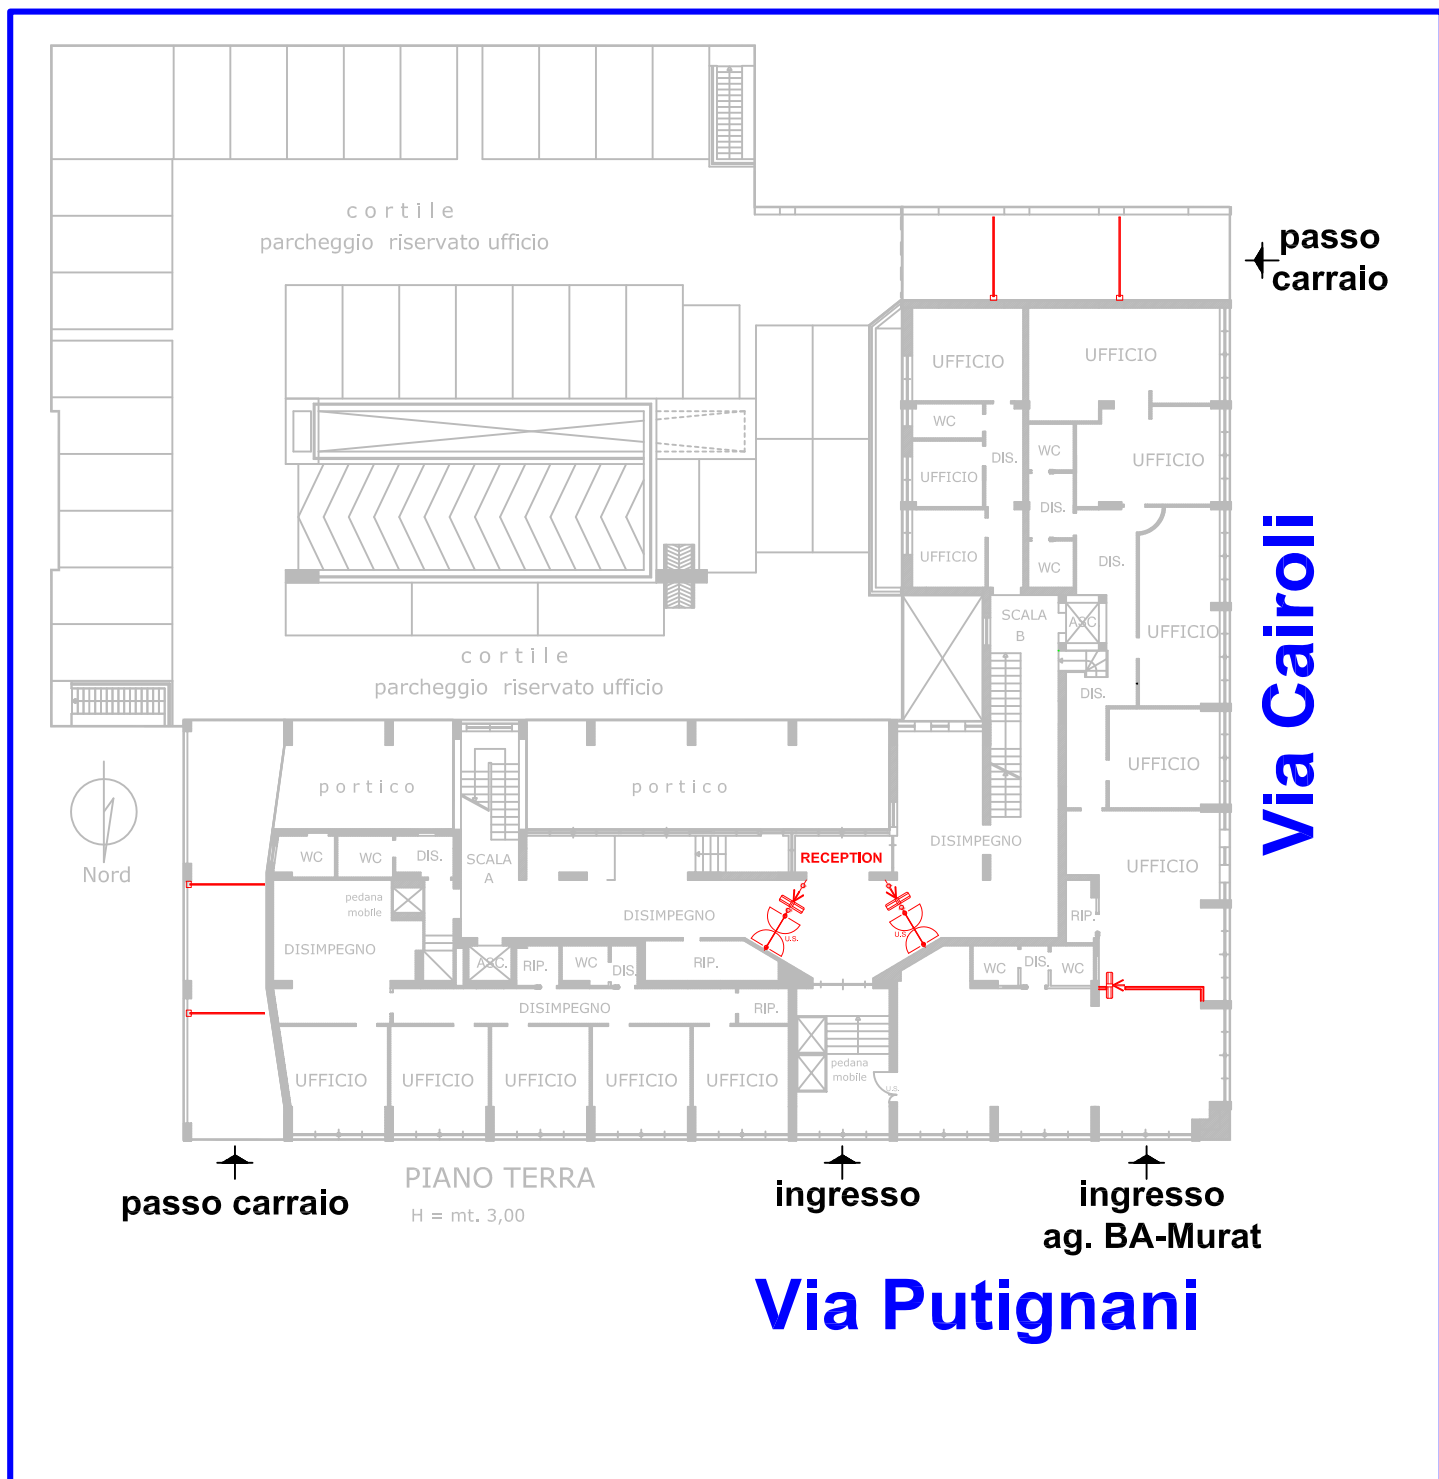 cortile
parcheggio riservato ufficio
passo
carraio
UFFICIO
UFFICIO
WC
WC
DIS.
UFFICIO
UFFICIO
DIS.
UFFICIO
WC
DIS.
SCALA
B
ASC
UFFICIO
cortile
parcheggio riservato ufficio
DIS.
Via Cairoli
portico
portico
UFFICIO
Nord
WC
WC
DIS.
SCALA
A
RECEPTION
DISIMPEGNO
UFFICIO
pedana
mobile
DISIMPEGNO
RIP.
U.S.
U.S.
DISIMPEGNO
ASC.
RIP.
WC
DIS.
RIP.
WC
DIS.
WC
DISIMPEGNO
RIP.
UFFICIO
UFFICIO
UFFICIO
UFFICIO
UFFICIO
pedana
mobile
U.S.
PIANO TERRA
H = mt. 3,00
passo carraio
ingresso
ingresso
ag. BA-Murat
Via Putignani